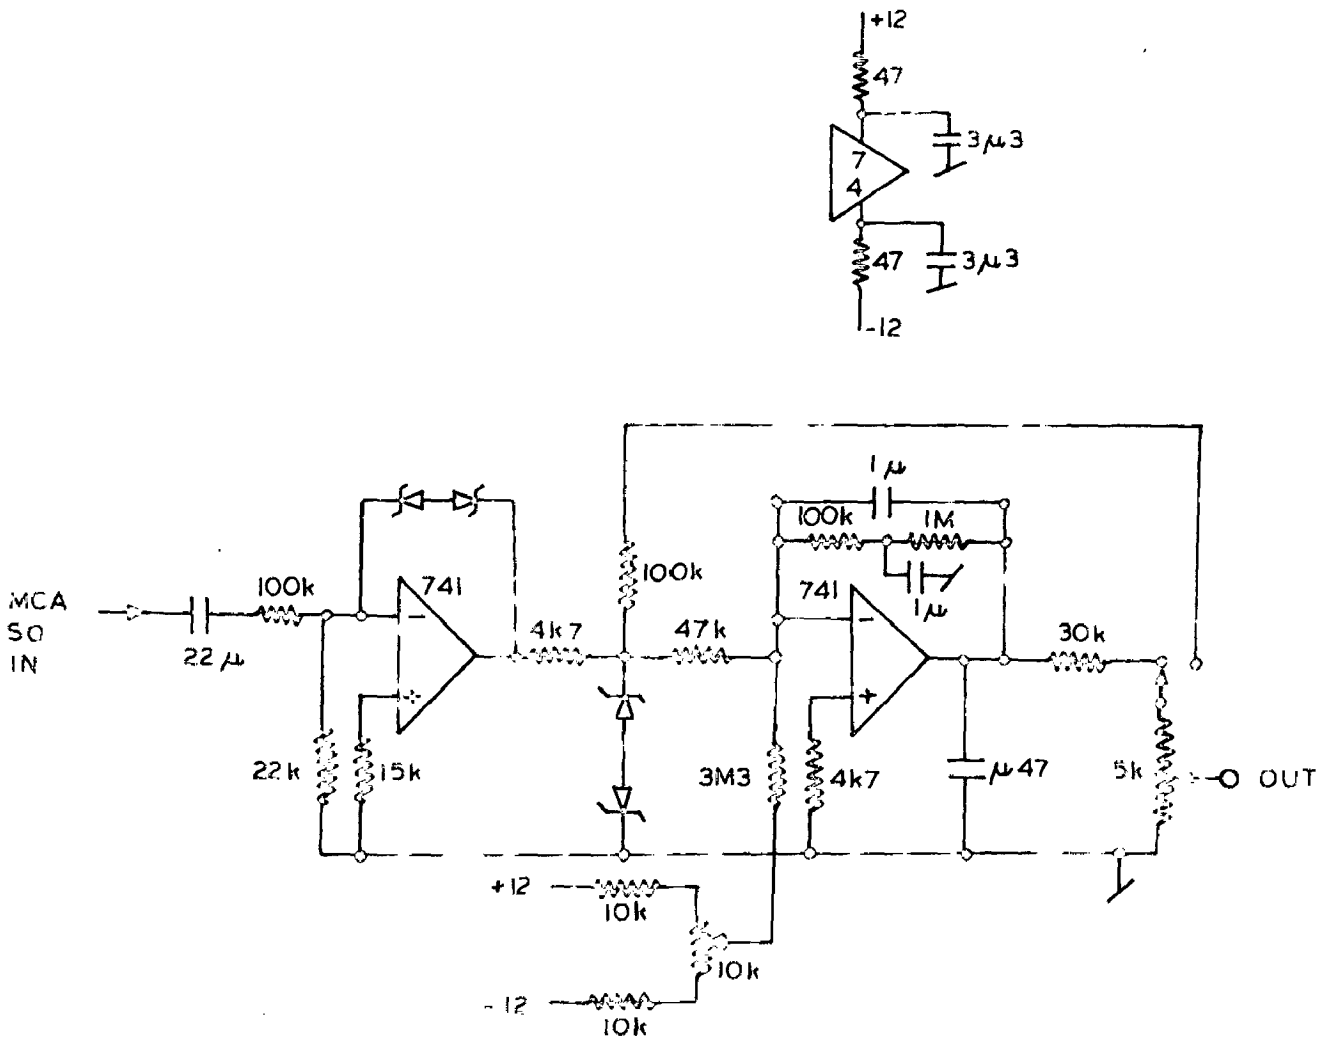 +12
47
3μ3
7
4
47
3μ3
-12
1μ
100k
1M
100k
741
100k
741
1μ
MCA
SQ
IN
22μ
4k7
47k
30k
-
+
-
+
22k
15k
3M3
4k7
μ47
5k
OUT
+12
10k
10k
-12
10k